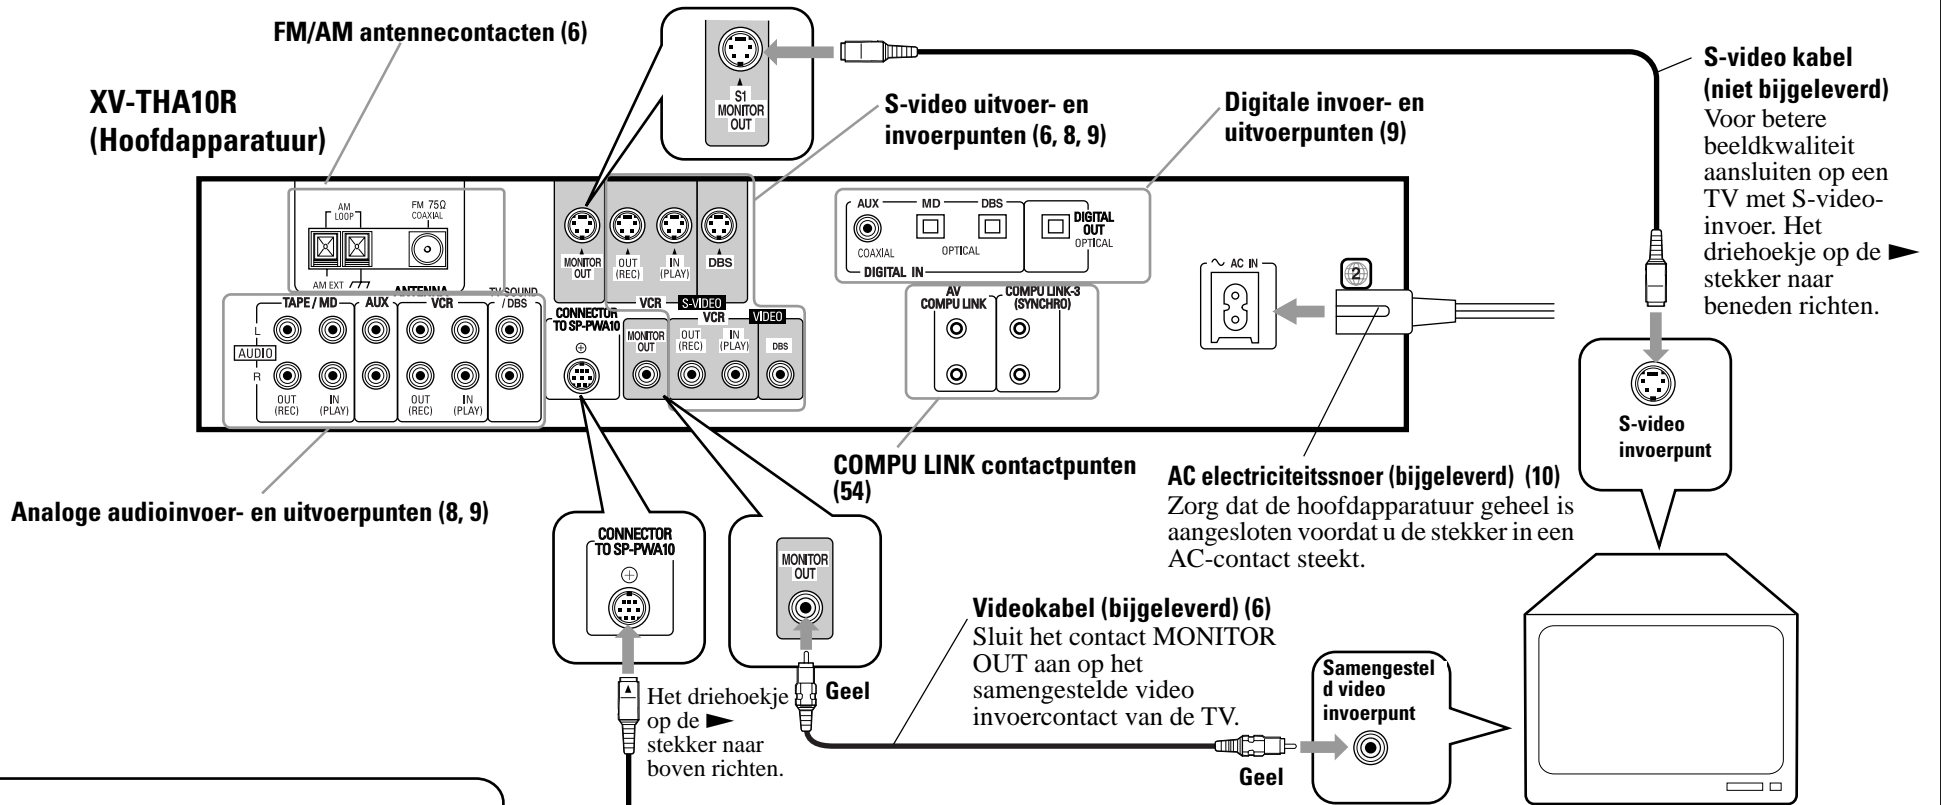 FM/AM antennecontacten (6)
XV-THA10R
(Hoofdapparatuur)
S1
MONITOR
OUT
S-video uitvoer- en
invoerpunten (6, 8, 9)
Digitale invoer- en
uitvoerpunten (9)
S-video kabel
(niet bijgeleverd)
Voor betere
beeldkwaliteit
aansluiten op een
TV met S-video-
invoer. Het
driehoekje op de ►
stekker naar
beneden richten.
AM
LOOP
FM 75Ω
COAXIAL
AM EXT
ANTENNA
MONITOR
OUT
OUT
(REC)
IN
(PLAY)
DBS
VCR
S-VIDEO
AUX
MD
DBS
COAXIAL
OPTICAL
DIGITAL IN
DIGITAL
OUT
OPTICAL
AC IN
2
TAPE / MD
AUX
VCR
TV SOUND
/ DBS
L
AUDIO
R
OUT
(REC)
IN
(PLAY)
OUT
(REC)
IN
(PLAY)
CONNECTOR
TO SP-PWA10
VCR
VIDEO
MONITOR
OUT
OUT
(REC)
IN
(PLAY)
DBS
AV
COMPU LINK
COMPU LINK-3
(SYNCHRO)
S-video
invoerpunt
Analoge audioinvoer- en uitvoerpunten (8, 9)
COMPU LINK contactpunten
(54)
AC electriciteitssnoer (bijgeleverd) (10)
Zorg dat de hoofdapparatuur geheel is
aangesloten voordat u de stekker in een
AC-contact steekt.
CONNECTOR
TO SP-PWA10
MONITOR
OUT
Het driehoekje
op de ►
stekker naar
boven richten.
Geel
Videokabel (bijgeleverd) (6)
Sluit het contact MONITOR
OUT aan op het
samengestelde video
invoercontact van de TV.
Geel
Samengestel
d video
invoerpunt